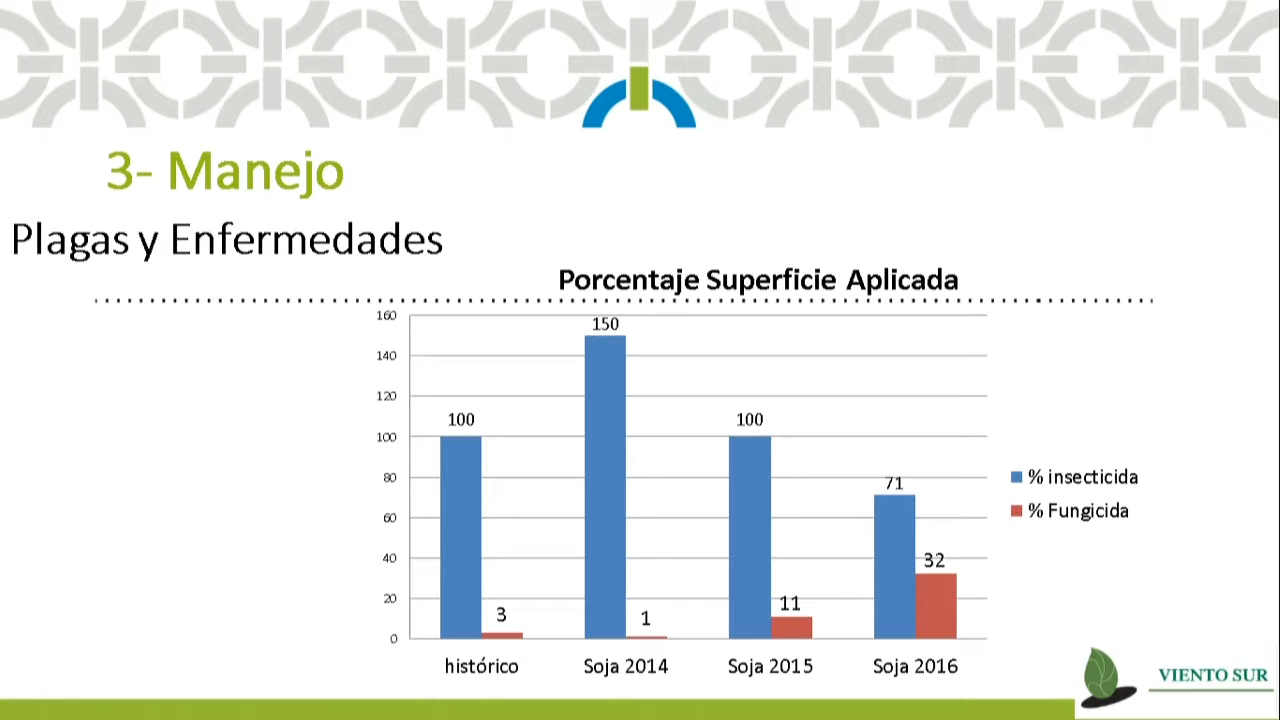 3- Manejo
Plagas y Enfermedades
Porcentaje Superficie Aplicada
160
140
120
100
80
60
40
20
0
100
3
150
1
100
11
71
32
histórico
Soja 2014
Soja 2015
Soja 2016
% insecticida
% Fungicida
VIENTO SUR